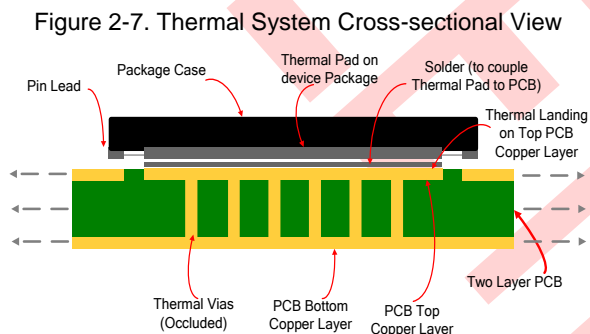 Figure 2-7. Thermal System Cross-sectional View
Pin Lead
Package Case
Thermal Pad on
device Package
Solder (to couple
Thermal Pad to PCB)
Thermal Landing
on Top PCB
Copper Layer
Thermal Vias
(Occluded)
PCB Bottom
Copper Layer
PCB Top
Copper Layer
Two Layer PCB